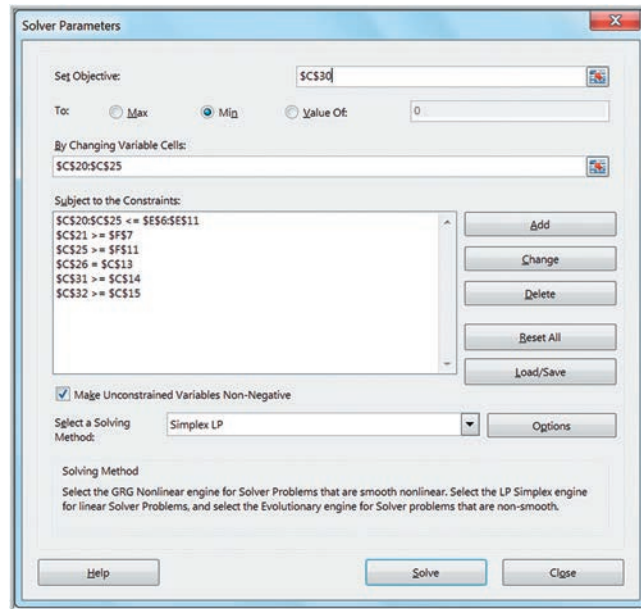 Solver Parameters
Set Objective: $C$30
To: Max Min Value Of: 0
By Changing Variable Cells:
$C$20:$C$25
Subject to the Constraints:
$C$20:$C$25 <= $E$6:$E$11
$C$21 >= $F$7
$C$25 >= $F$11
$C$26 = $C$13
$C$31 >= $C$14
$C$32 >= $C$15
Add
Change
Delete
Reset All
Load/Save
Make Unconstrained Variables Non-Negative
Select a Solving Method: Simplex LP Options
Solving Method
Select the GRG Nonlinear engine for Solver Problems that are smooth nonlinear. Select the LP Simplex engine
for linear Solver Problems, and select the Evolutionary engine for Solver problems that are non-smooth.
Help Solve Close